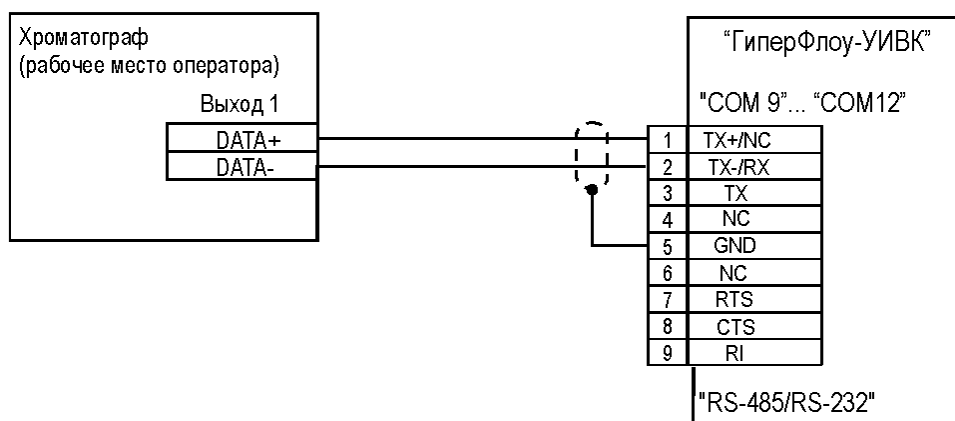 Хроматограф
(рабочее место оператора)
Выход 1
DATA+
DATA-
“ГиперФлоу-УИВК”
"COM 9”... “COM12”
1 TX+/NC
2 TX-/RX
3 TX
4 NC
5 GND
6 NC
7 RTS
8 CTS
9 RI
"RS-485/RS-232"